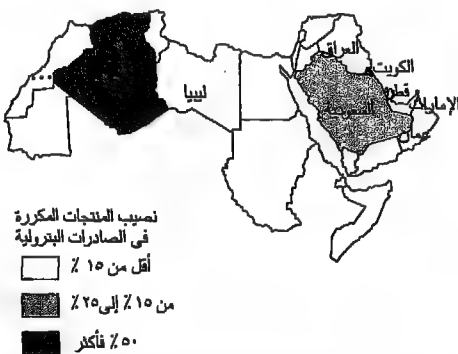 العراق
الكويت
قطر
الإمارات
السعودية
عمان
ليبيا
نصيب المنتجات المكررة
فى الصادرات البترولية
أقل من ١٥ ٪
من ١٥ ٪ إلى ٢٥٪
٥٠ ٪ فأكثر